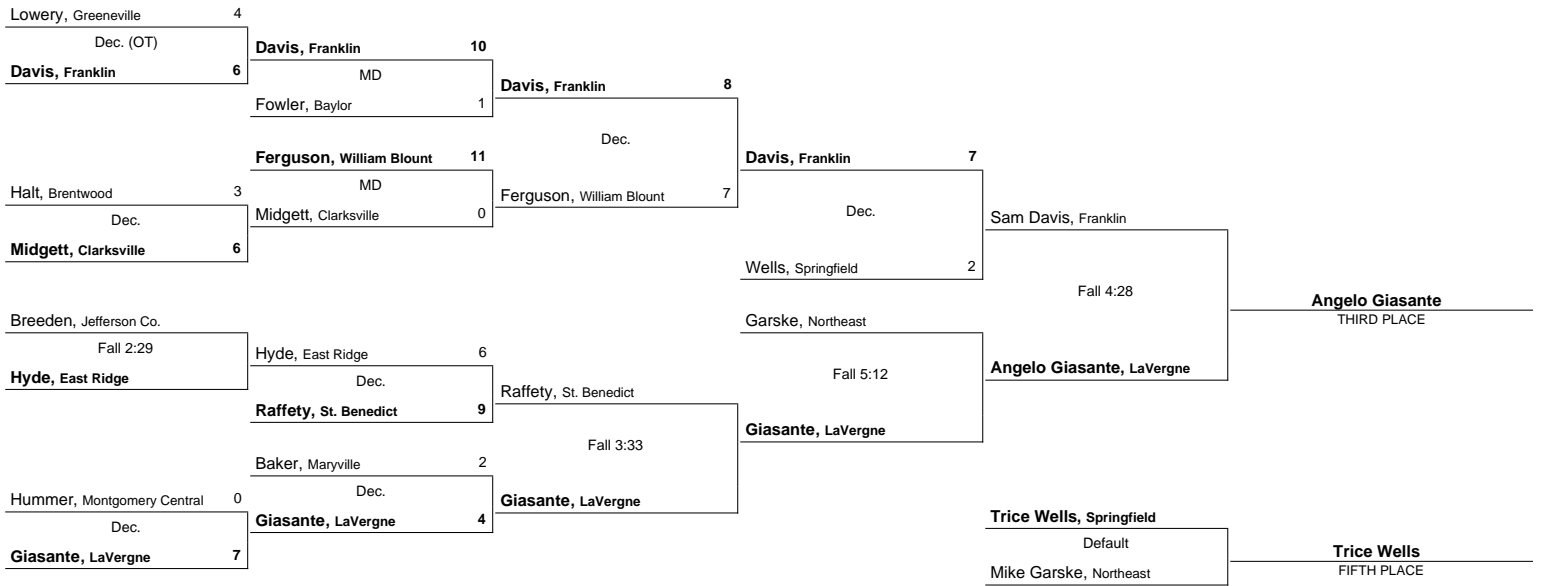 Lowery, Greeneville 4
Dec. (OT)
Davis, Franklin 6
Halt, Brentwood 3
Dec.
Midgett, Clarksville 6
Breeden, Jefferson Co.
Fall 2:29
Hyde, East Ridge
Hummer, Montgomery Central 0
Dec.
Giasante, LaVergne 7
Davis, Franklin 10
MD
Fowler, Baylor 1
Ferguson, William Blount 11
MD
Midgett, Clarksville 0
Hyde, East Ridge 6
Dec.
Raffety, St. Benedict 9
Baker, Maryville 2
Dec.
Giasante, LaVergne 4
Davis, Franklin 8
Dec.
Ferguson, William Blount 7
Raffety, St. Benedict
Fall 3:33
Giasante, LaVergne
Davis, Franklin 7
Dec.
Wells, Springfield 2
Garske, Northeast
Fall 5:12
Giasante, LaVergne
Sam Davis, Franklin
Fall 4:28
Angelo Giasante, LaVergne
Angelo Giasante
THIRD PLACE
Trice Wells, Springfield
Default
Mike Garske, Northeast
Trice Wells
FIFTH PLACE